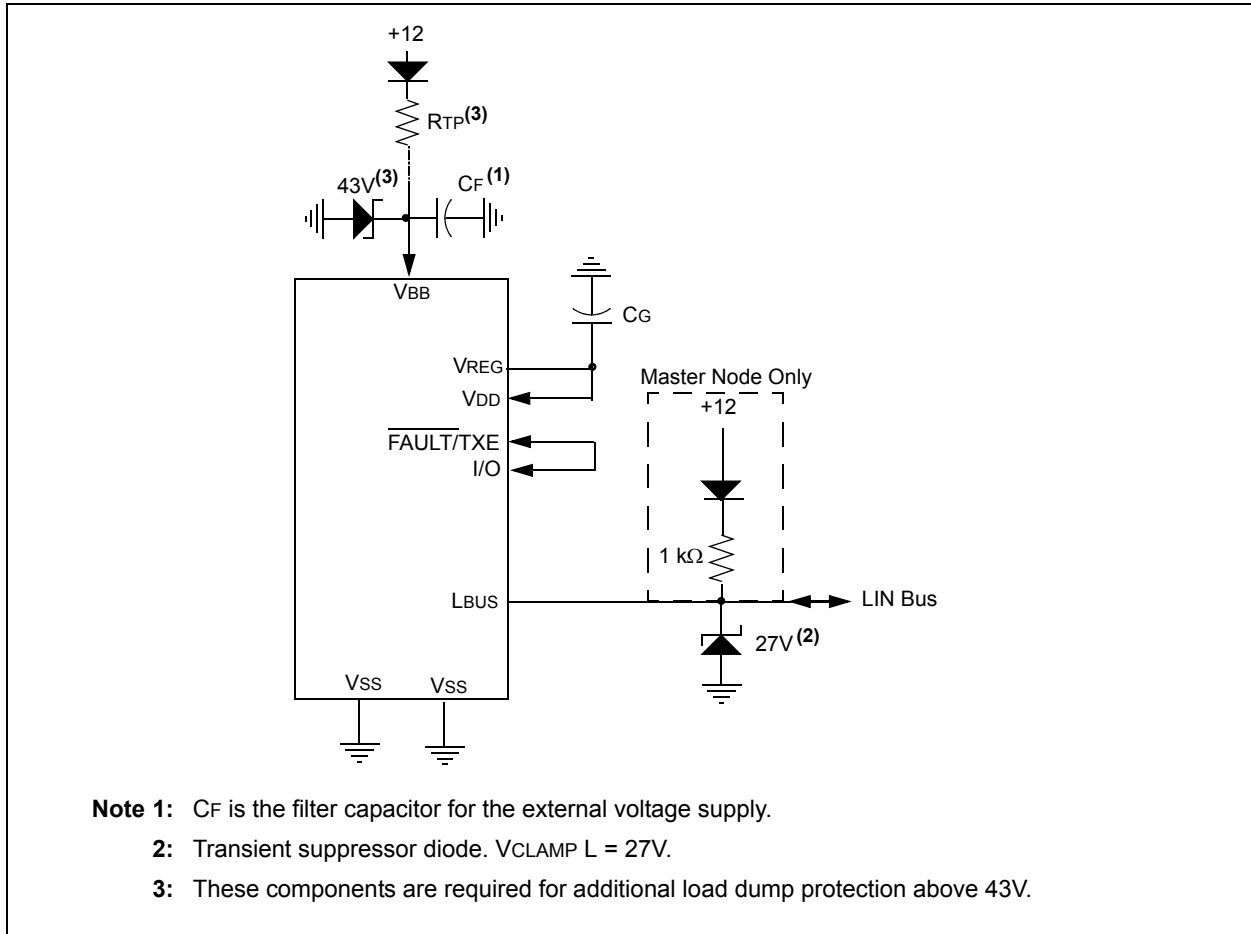 +12
RTP(3)
43V(3)
CF(1)
VBB
CG
VREG
Master Node Only
VDD
+12
FAULT/TXE
I/O
1 kΩ
LBUS
LIN Bus
27V(2)
VSS
VSS
Note 1: CF is the filter capacitor for the external voltage supply.
2: Transient suppressor diode. VCLAMP L = 27V.
3: These components are required for additional load dump protection above 43V.